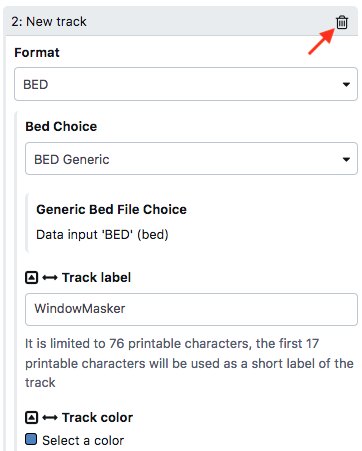 2: New track
Format
BED
Bed Choice
BED Generic
Generic Bed File Choice
Data input 'BED' (bed)
Track label
WindowMasker
It is limited to 76 printable characters, the first 17
printable characters will be used as a short label of the
track
Track color
Select a color